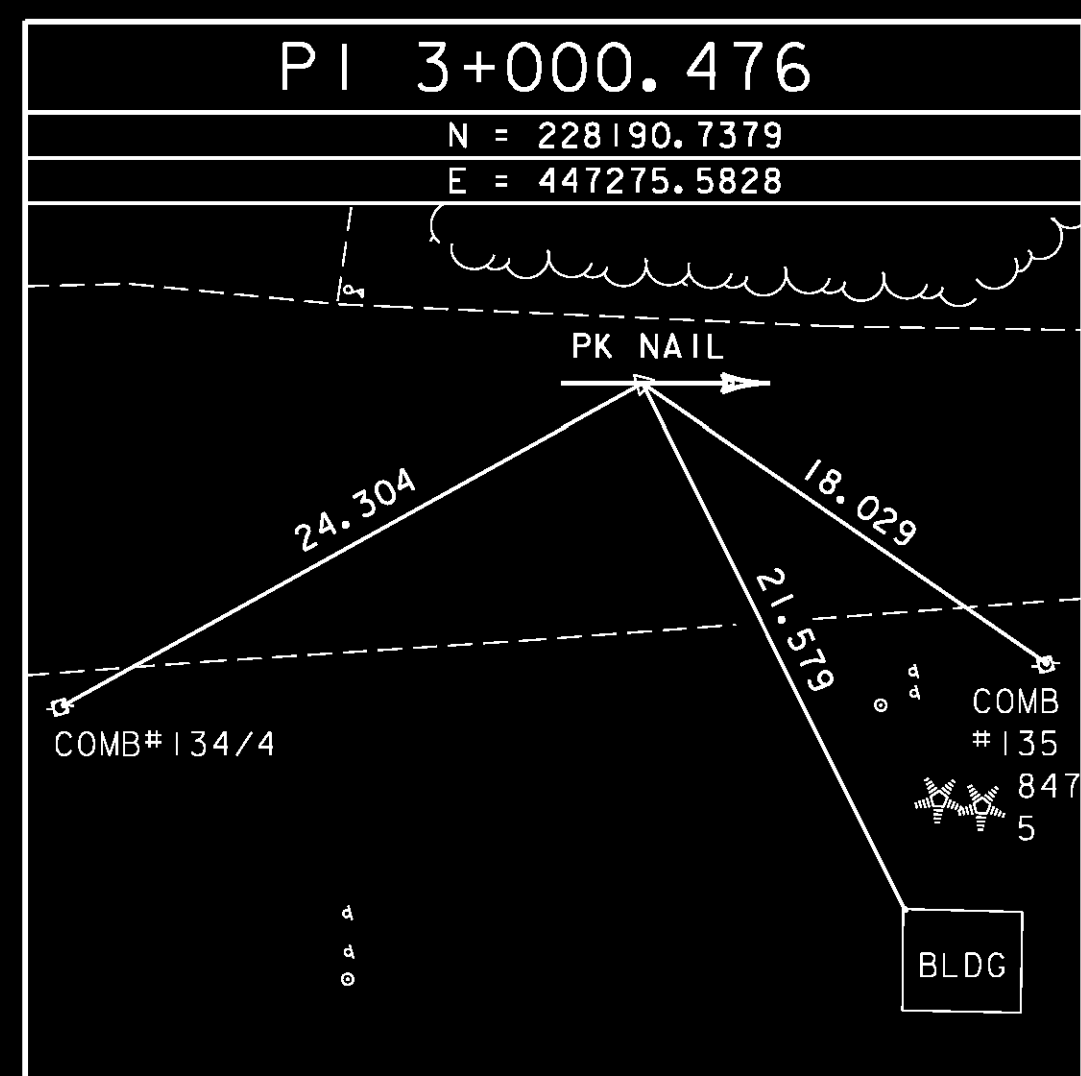 PI 3+000.476
N = 228190.7379
E = 447275.5828
PK NAIL
24.304
18.029
21.579
COMB#134/4
COMB
#135
847
5
BLDG